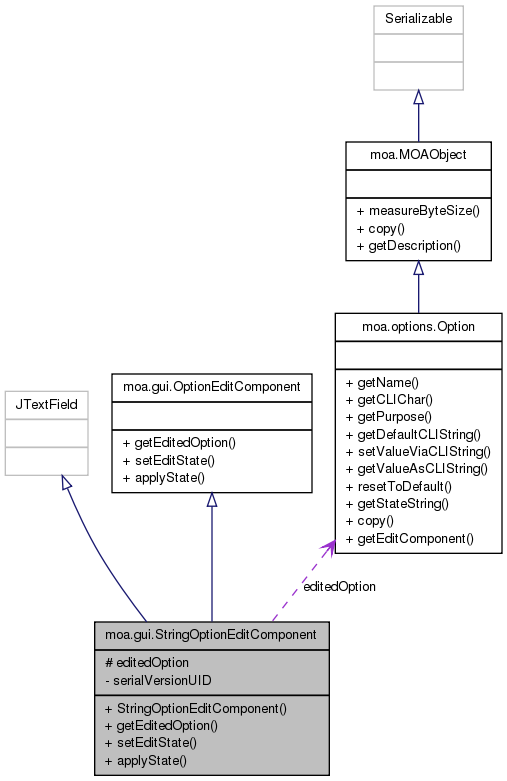 Serializable
moa.MOAObject
+ measureByteSize()
+ copy()
+ getDescription()
moa.options.Option
+ getName()
+ getCLIChar()
+ getPurpose()
+ getDefaultCLIString()
+ setValueViaCLIString()
+ getValueAsCLIString()
+ resetToDefault()
+ getStateString()
+ copy()
+ getEditComponent()
moa.gui.OptionEditComponent
+ getEditedOption()
+ setEditState()
+ applyState()
JTextField
editedOption
moa.gui.StringOptionEditComponent
# editedOption
- serialVersionUID
+ StringOptionEditComponent()
+ getEditedOption()
+ setEditState()
+ applyState()